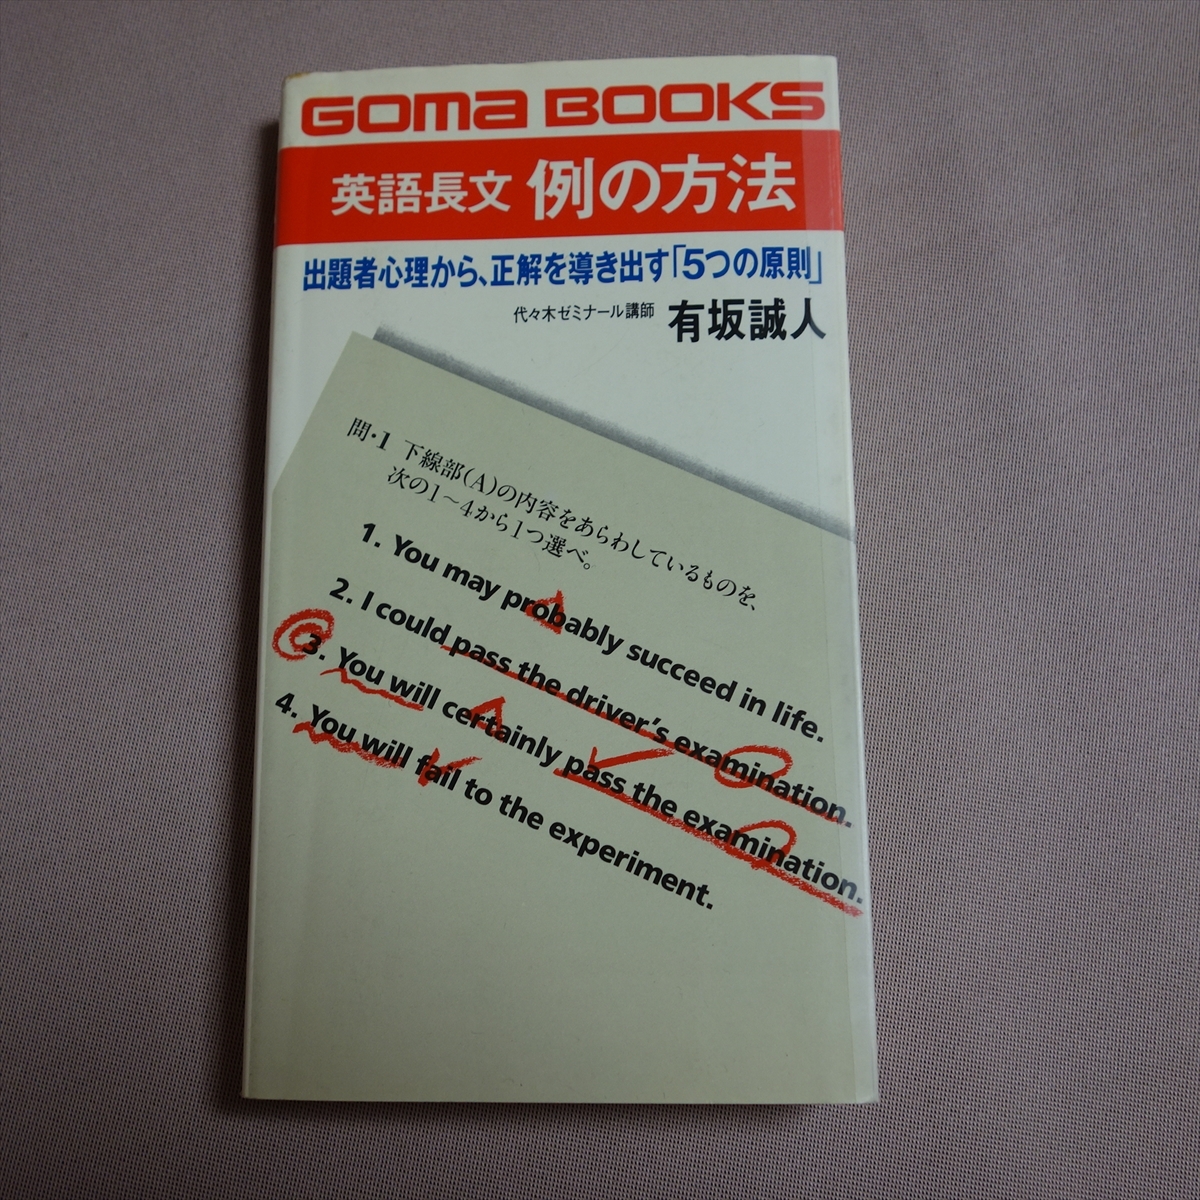 GOMA BOOKS
英語長文 例の方法
出題者心理から、正解を導き出す「5つの原則」
代々木ゼミナール講師 有坂誠人
問・1 下線部(A)の内容をあらわしているものを、
次の1〜4から1つ選べ。
1. You may probably succeed in life.
2. I could pass the driver's examination.
3. You will certainly pass the examination.
4. You will fail to the experiment.